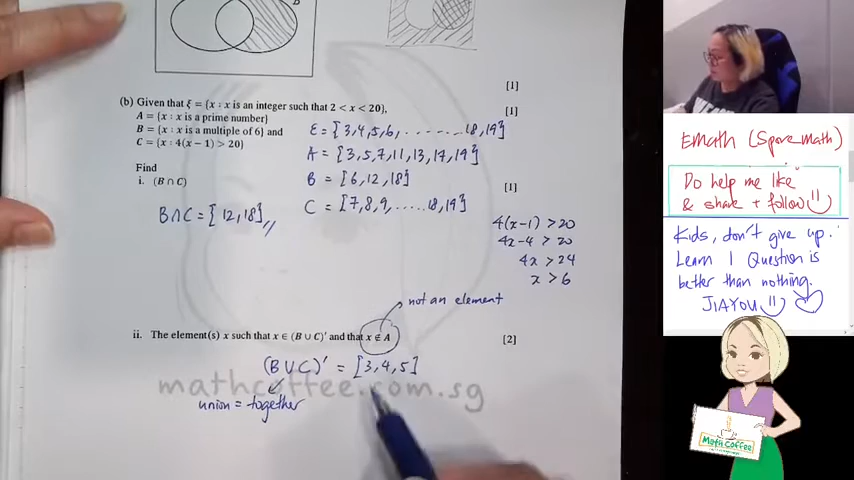 B
[1]
(b) Given that ξ = {x : x is an integer such that 2 < x < 20},
[1]
A = {x : x is a prime number}
B = {x : x is a multiple of 6} and
C = {x : 4(x − 1) > 20}
ε = {3,4,5,6, ....... 18,19}
A = {3,5,7,11,13,17,19}
Find
B = {6,12,18}
[1]
i. (B ∩ C)
C = {7,8,9, ..... 18,19}
B∩C = {12,18} //
4(x-1) > 20
4x-4 > 20
4x > 24
x > 6
not an element
ii. The element(s) x such that x ∈ (B ∪ C)' and that x ∉ A
[2]
(B ∪ C)' = {3,4,5}
mathcoffee.com.sg
union = together
EMath (S'pore math)
Do help me like
& share + follow
Kids, don't give up.
Learn 1 Question is
better than nothing.
JIAYOU
Math Coffee